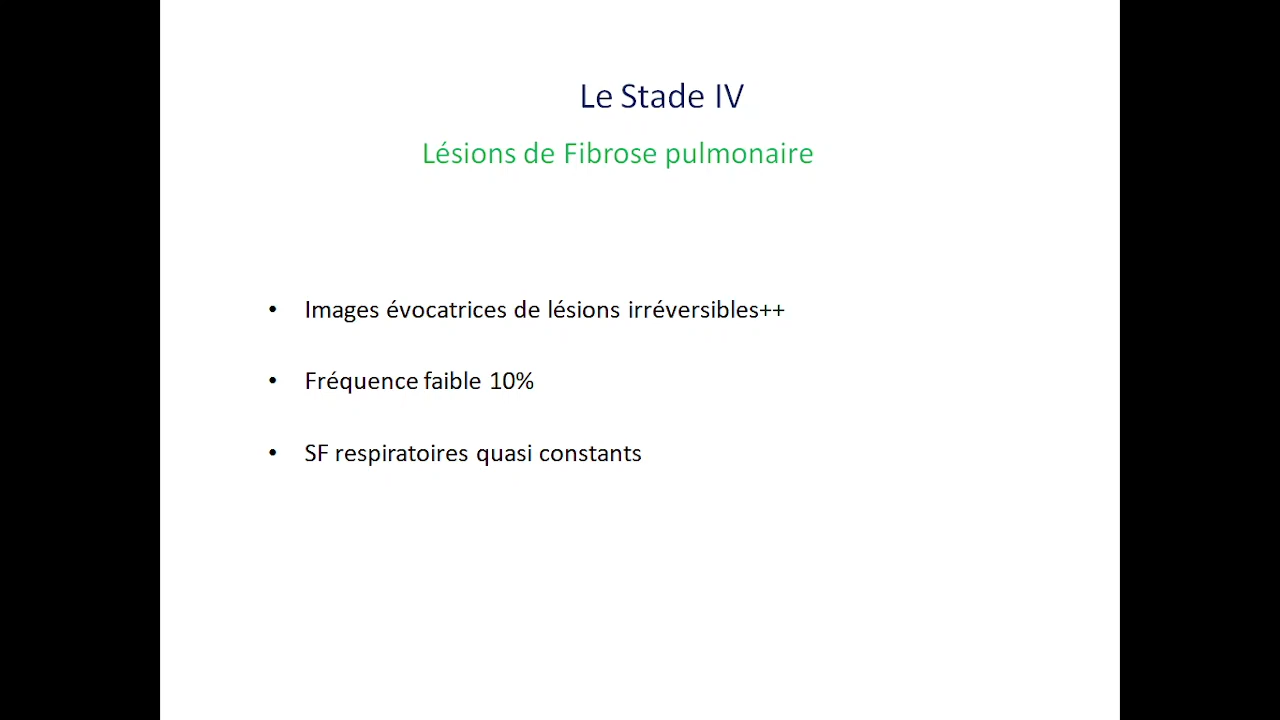 Le Stade IV
Lésions de Fibrose pulmonaire
• Images évocatrices de lésions irréversibles++
• Fréquence faible 10%
• SF respiratoires quasi constants